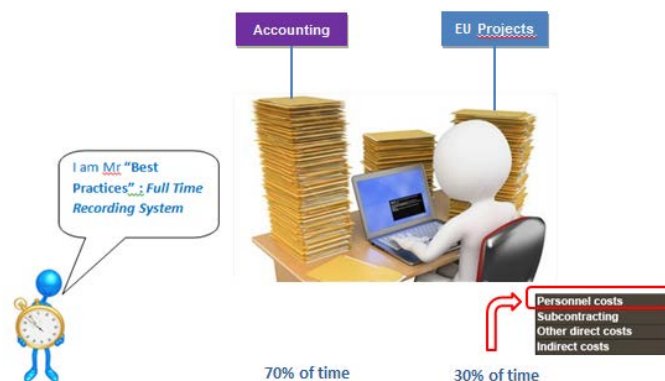 Accounting
EU Projects
I am Mr “Best
Practices” : Full Time
Recording System
Personnel costs
Subcontracting
Other direct costs
Indirect costs
70% of time
30% of time